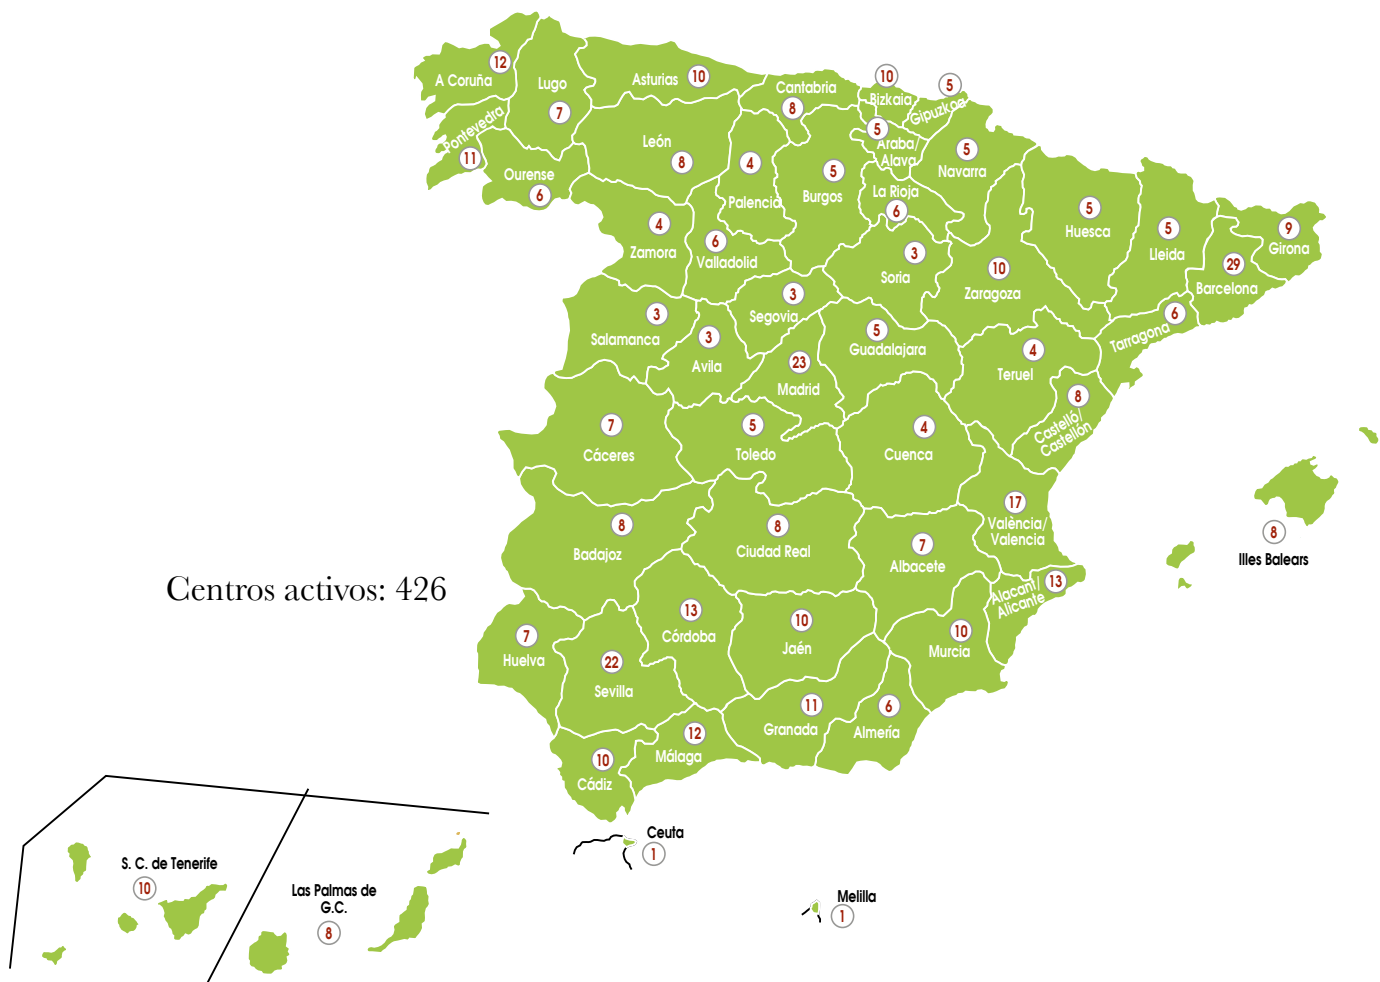 12
A Coruña
Lugo
7
Asturias 10
Cantabria
8
10
Bizkaia
5
Gipuzkoa
Pontevedra
11
Ourense
6
León
8
4
Palencia
5
Burgos
5
Araba/
Álava
5
Navarra
La Rioja
6
4
Zamora
6
Valladolid
3
Soria
10
Zaragoza
5
Huesca
5
Lleida
9
Girona
29
Barcelona
6
Tarragona
3
Salamanca
3
Avila
3
Segovia
23
Madrid
5
Guadalajara
4
Teruel
8
Castelló/
Castellón
7
Cáceres
5
Toledo
4
Cuenca
17
València/
Valencia
8
Illes Balears
8
Badajoz
8
Ciudad Real
7
Albacete
13
Alacant/
Alicante
Centros activos: 426
7
Huelva
22
Sevilla
13
Córdoba
10
Jaén
10
Murcia
11
Granada
6
Almería
12
Málaga
10
Cádiz
Ceuta
1
Melilla
1
S. C. de Tenerife
10
Las Palmas de
G.C.
8